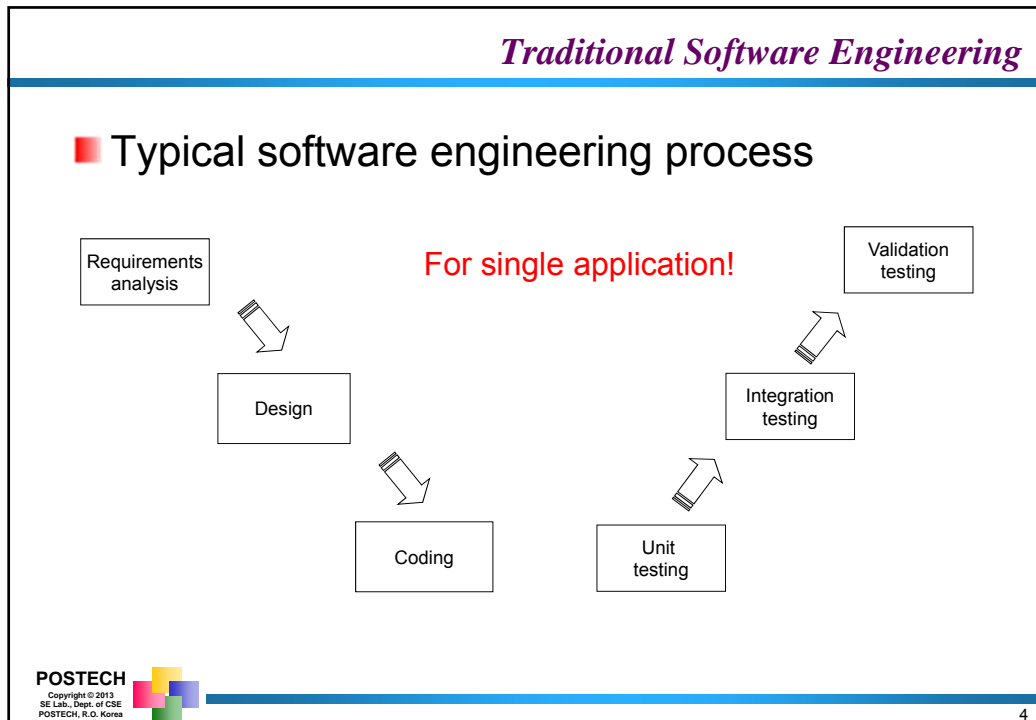 Traditional Software Engineering
Typical software engineering process
For single application!
Requirements
analysis
Design
Coding
Unit
testing
Integration
testing
Validation
testing
POSTECH
Copyright © 2013
SE Lab., Dept. of CSE
POSTECH, R.O. Korea
4